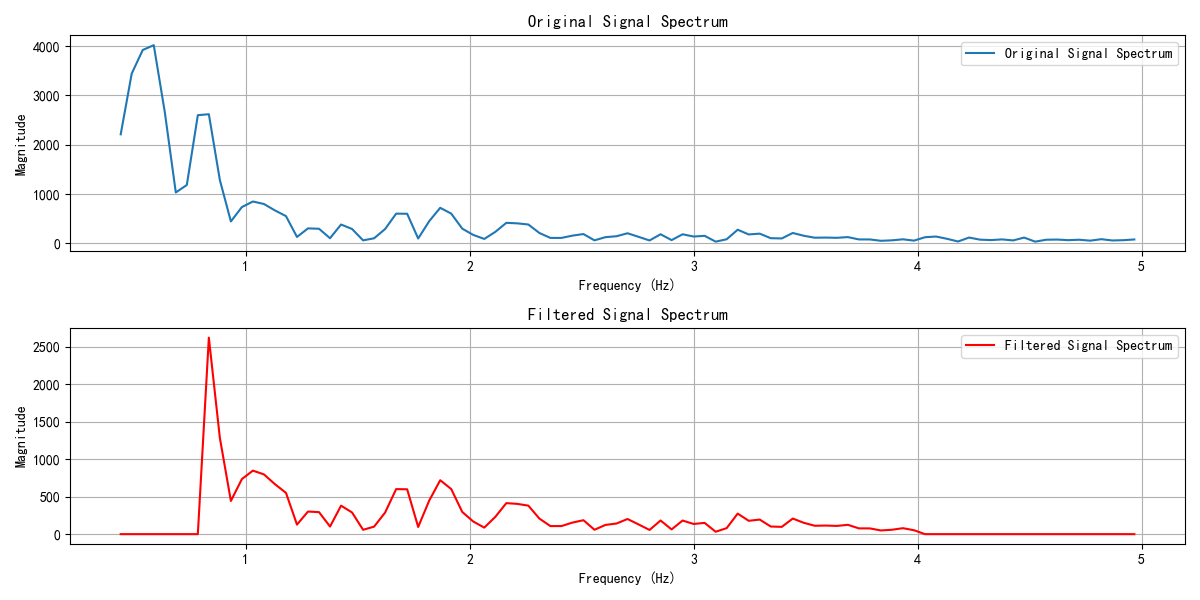 Original Signal Spectrum
Original Signal Spectrum
4000
3000
2000
1000
0
Magnitude
1 2 3 4 5
Frequency (Hz)
Filtered Signal Spectrum
Filtered Signal Spectrum
2500
2000
1500
1000
500
0
Magnitude
1 2 3 4 5
Frequency (Hz)